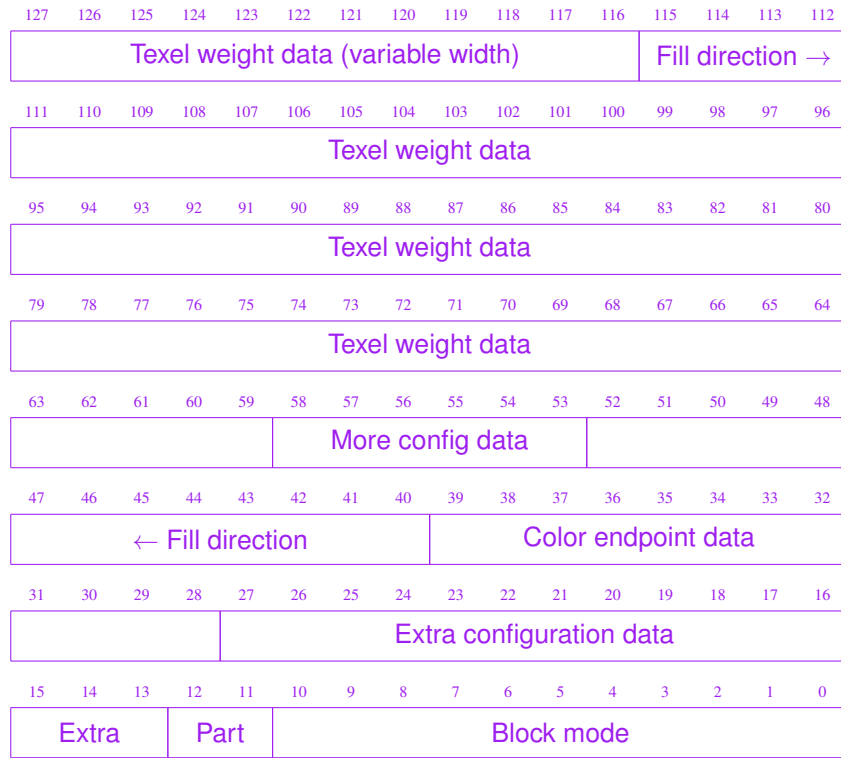 127 126 125 124 123 122 121 120 119 118 117 116 115 114 113 112
Texel weight data (variable width) Fill direction →
111 110 109 108 107 106 105 104 103 102 101 100 99 98 97 96
Texel weight data
95 94 93 92 91 90 89 88 87 86 85 84 83 82 81 80
Texel weight data
79 78 77 76 75 74 73 72 71 70 69 68 67 66 65 64
Texel weight data
63 62 61 60 59 58 57 56 55 54 53 52 51 50 49 48
More config data
47 46 45 44 43 42 41 40 39 38 37 36 35 34 33 32
← Fill direction Color endpoint data
31 30 29 28 27 26 25 24 23 22 21 20 19 18 17 16
Extra configuration data
15 14 13 12 11 10 9 8 7 6 5 4 3 2 1 0
Extra Part Block mode